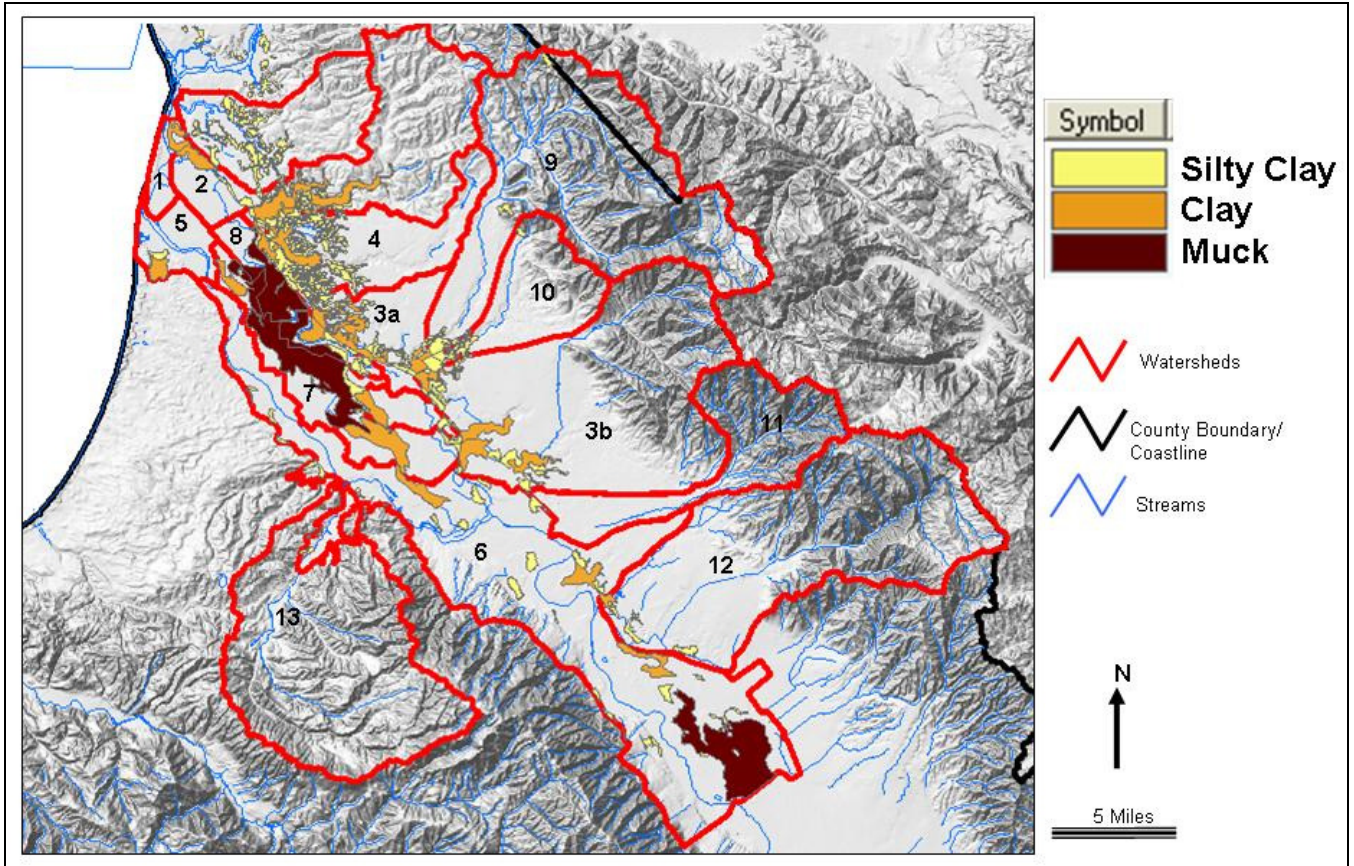 1
2
5
8
4
9
10
3a
7
3b
11
6
12
13
Symbol
Silty Clay
Clay
Muck
Watersheds
County Boundary/
Coastline
Streams
N
5 Miles